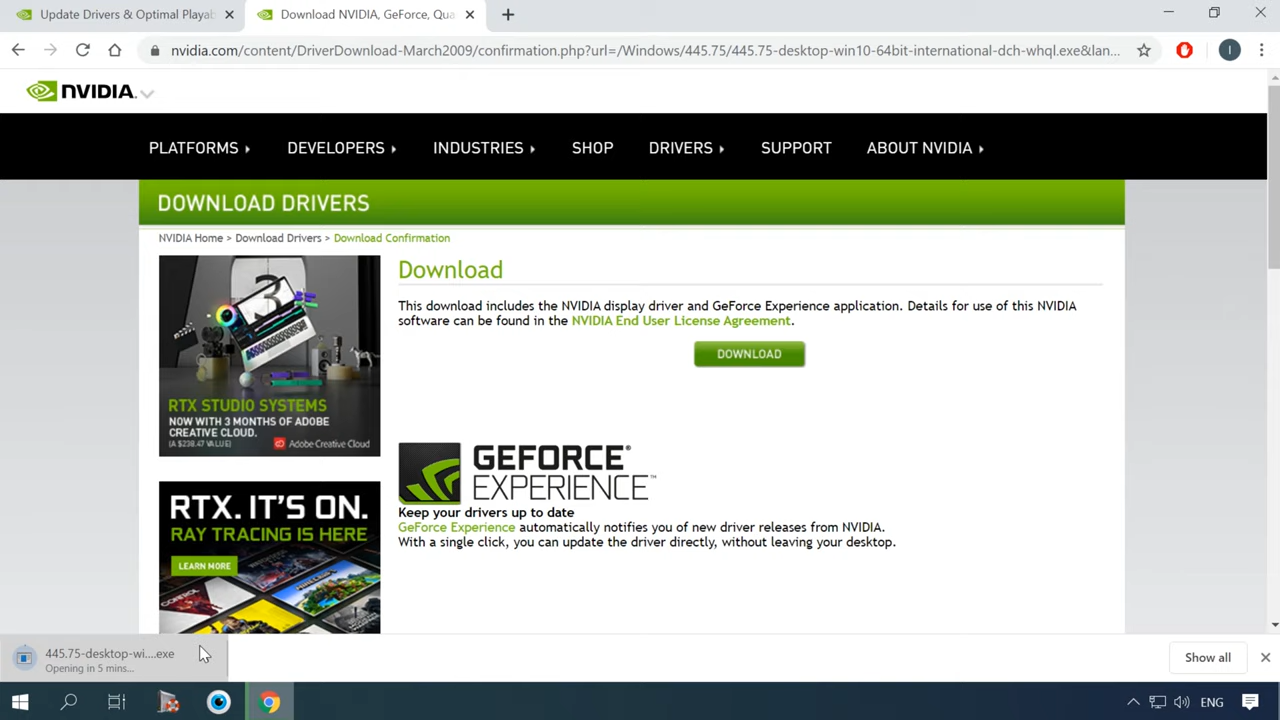 Update Drivers & Optimal Playab
Download NVIDIA, GeForce, Qua
nvidia.com/content/DriverDownload-March2009/confirmation.php?url=/Windows/445.75/445.75-desktop-win10-64bit-international-dch-whql.exe&lan...
I
NVIDIA.
PLATFORMS
DEVELOPERS
INDUSTRIES
SHOP
DRIVERS
SUPPORT
ABOUT NVIDIA
DOWNLOAD DRIVERS
NVIDIA Home > Download Drivers > Download Confirmation
3
RTX STUDIO SYSTEMS
NOW WITH 3 MONTHS OF ADOBE
CREATIVE CLOUD.
(A $238.47 VALUE)
Adobe Creative Cloud
Download
This download includes the NVIDIA display driver and GeForce Experience application. Details for use of this NVIDIA
software can be found in the NVIDIA End User License Agreement.
DOWNLOAD
GEFORCE®
EXPERIENCE™
Keep your drivers up to date
GeForce Experience automatically notifies you of new driver releases from NVIDIA.
With a single click, you can update the driver directly, without leaving your desktop.
RTX. IT'S ON.
RAY TRACING IS HERE
LEARN MORE
CONTROL
MINECRAFT
445.75-desktop-wi....exe
Opening in 5 mins...
Show all
ENG